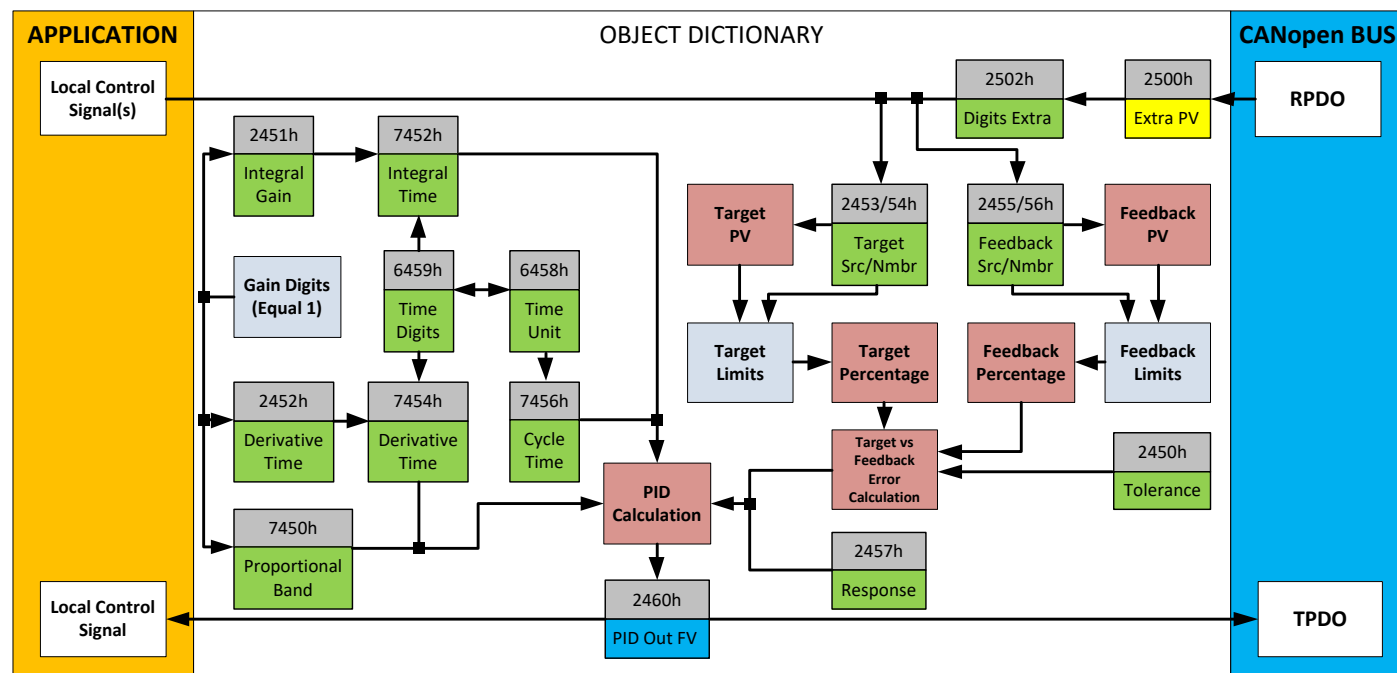 APPLICATION
OBJECT DICTIONARY
CANopen BUS
Local Control
Signal(s)
2502h
Digits Extra
2500h
Extra PV
RPDO
2451h
Integral
Gain
7452h
Integral
Time
Target
PV
2453/54h
Target
Src/Nmbr
2455/56h
Feedback
Src/Nmbr
Feedback
PV
Gain Digits
(Equal 1)
6459h
Time
Digits
6458h
Time
Unit
Target
Limits
Target
Percentage
Feedback
Percentage
Feedback
Limits
2452h
Derivative
Time
7454h
Derivative
Time
7456h
Cycle
Time
Target vs
Feedback
Error
Calculation
2450h
Tolerance
PID
Calculation
7450h
Proportional
Band
2457h
Response
Local Control
Signal
2460h
PID Out FV
TPDO